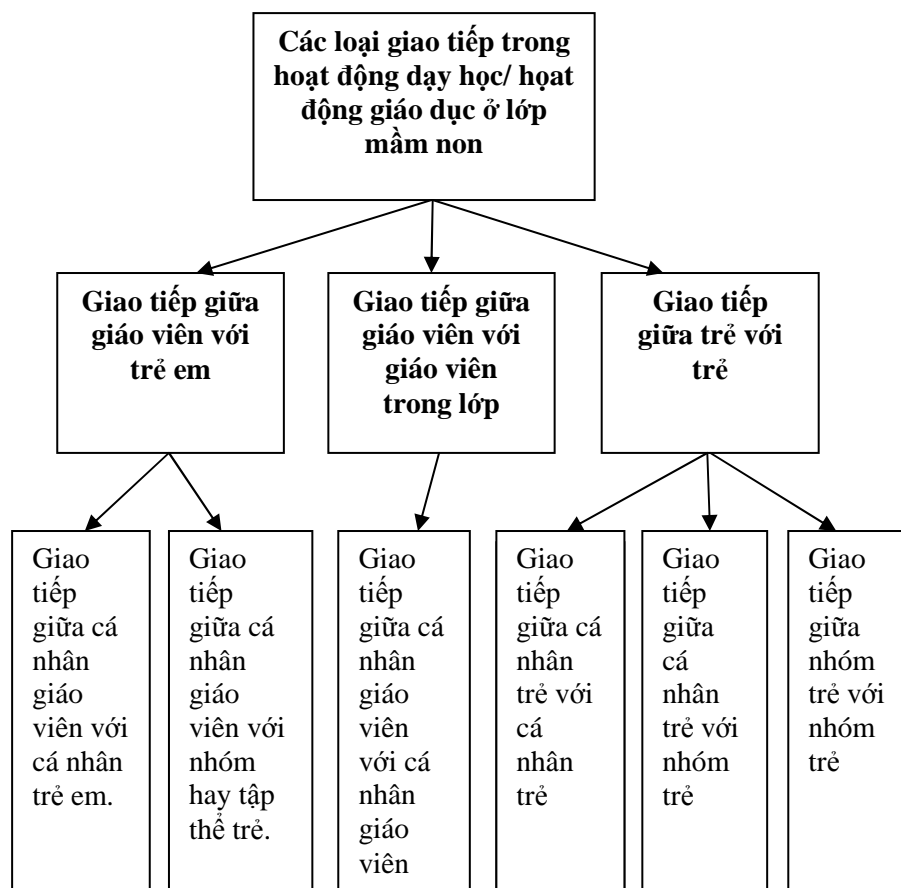 Các loại giao tiếp trong
hoạt động dạy học/ họat
động giáo dục ở lớp
mầm non
Giao tiếp giữa
giáo viên với
trẻ em
Giao tiếp giữa
giáo viên với
giáo viên
trong lớp
Giao tiếp
giữa trẻ với
trẻ
Giao
tiếp
giữa cá
nhân
giáo
viên với
cá nhân
trẻ em.
Giao
tiếp
giữa cá
nhân
giáo
viên với
nhóm
hay tập
thể trẻ.
Giao
tiếp
giữa cá
nhân
giáo
viên
với cá
nhân
giáo
viên
Giao
tiếp
giữa cá
nhân
trẻ với
cá
nhân
trẻ
Giao
tiếp
giữa
cá
nhân
trẻ với
nhóm
trẻ
Giao
tiếp
giữa
nhóm
trẻ với
nhóm
trẻ